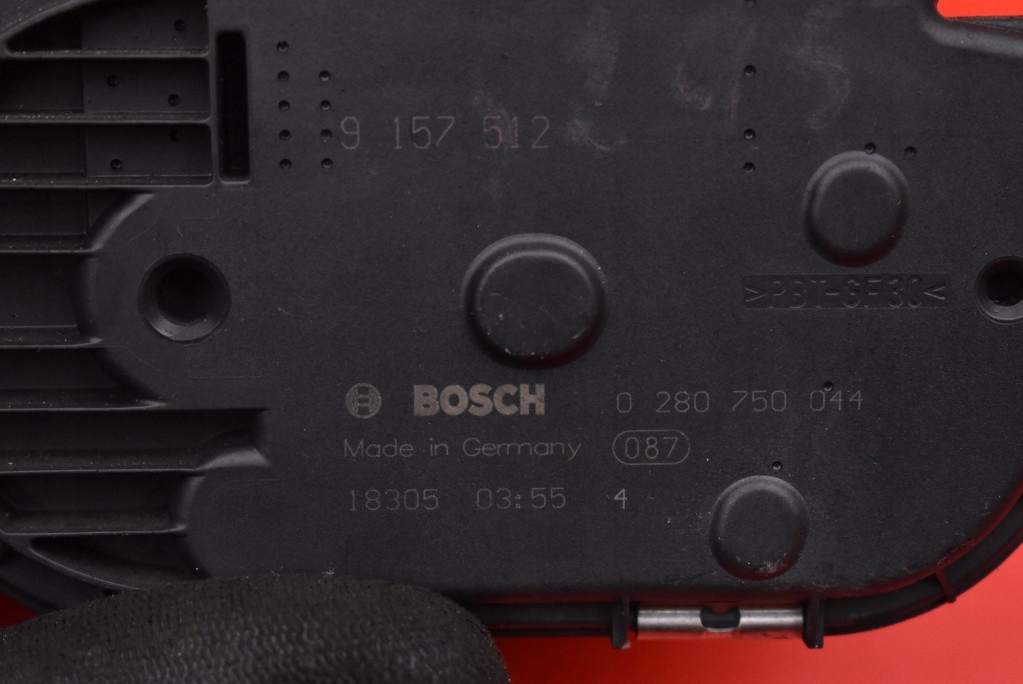 9 157 512
>PBT-GF30<
BOSCH 0 280 750 044
Made in Germany 087
18305 03:55 4